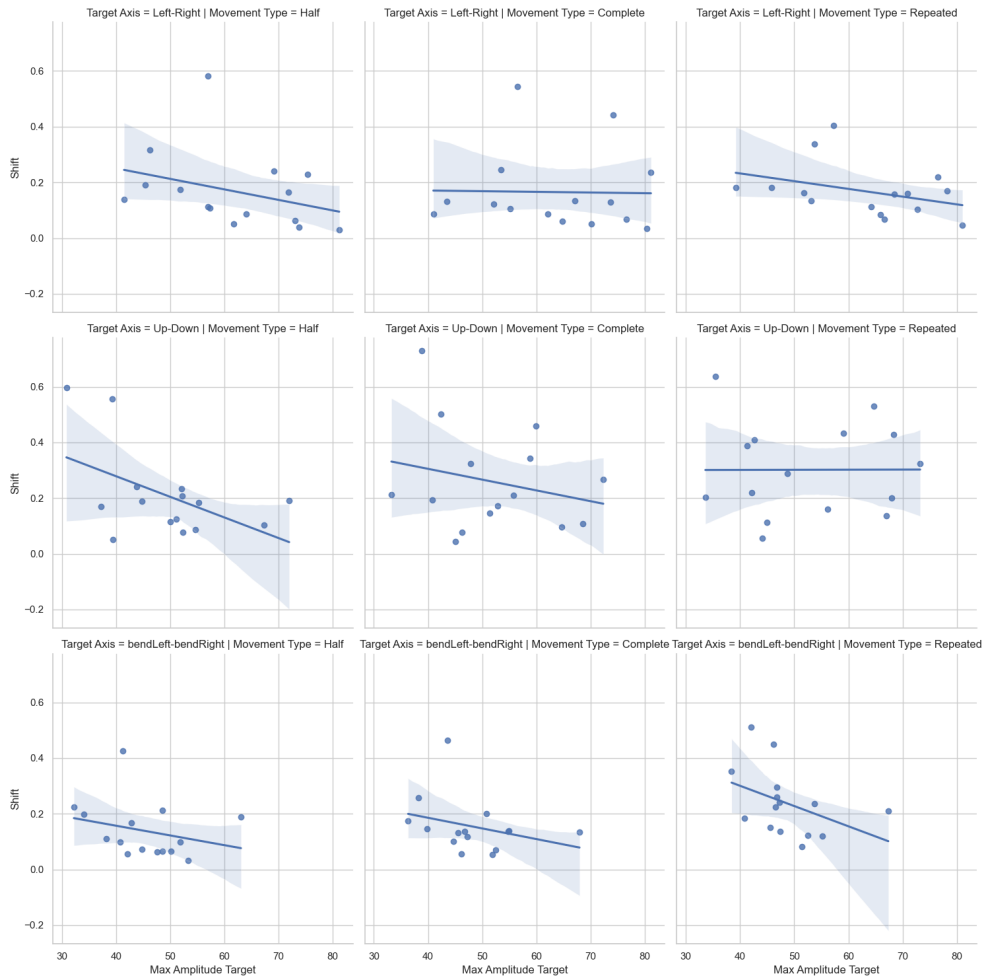 Target Axis = Left-Right | Movement Type = Half
Target Axis = Left-Right | Movement Type = Complete
Target Axis = Left-Right | Movement Type = Repeated
0.6
0.4
0.2
0.0
−0.2
Shift
Target Axis = Up-Down | Movement Type = Half
Target Axis = Up-Down | Movement Type = Complete
Target Axis = Up-Down | Movement Type = Repeated
0.6
0.4
0.2
0.0
−0.2
Shift
Target Axis = bendLeft-bendRight | Movement Type = Half
Target Axis = bendLeft-bendRight | Movement Type = Complete
Target Axis = bendLeft-bendRight | Movement Type = Repeated
0.6
0.4
0.2
0.0
−0.2
Shift
30 40 50 60 70 80
Max Amplitude Target
30 40 50 60 70 80
Max Amplitude Target
30 40 50 60 70 80
Max Amplitude Target